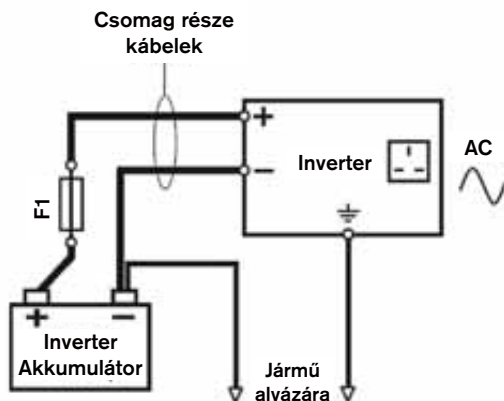 Csomag része
kábelek
+
−
Inverter
AC
F1
+
−
Inverter
Akkumulátor
Jármű
alvázára